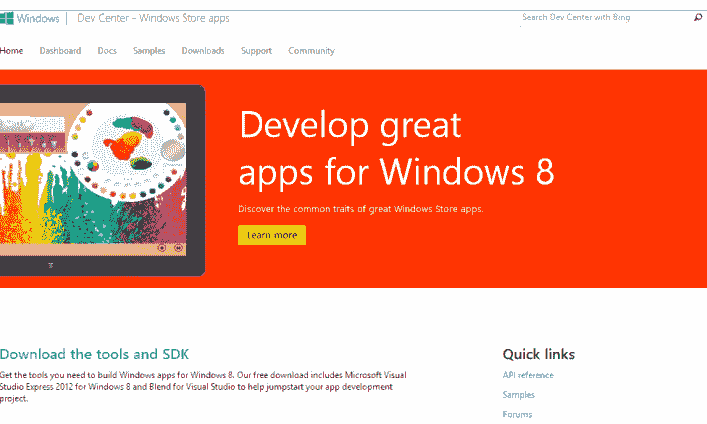 Windows | Dev Center - Windows Store apps
Search Dev Center with Bing
Home Dashboard Docs Samples Downloads Support Community
Develop great
apps for Windows 8
Discover the common traits of great Windows Store apps.
Learn more
Download the tools and SDK
Get the tools you need to build Windows apps for Windows 8. Our free download includes Microsoft Visual
Studio Express 2012 for Windows 8 and Blend for Visual Studio to help jumpstart your app development
project.
Quick links
API reference
Samples
Forums